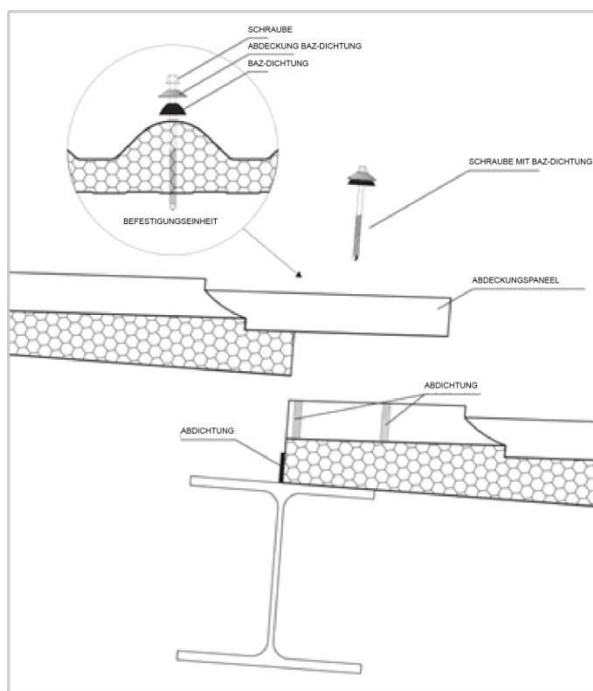 SCHRAUBE
ABDECKUNG BAZ-DICHTUNG
BAZ-DICHTUNG
SCHRAUBE MIT BAZ-DICHTUNG
BEFESTIGUNGSEINHEIT
ABDECKUNGSPANEEL
ABDICHTUNG
ABDICHTUNG